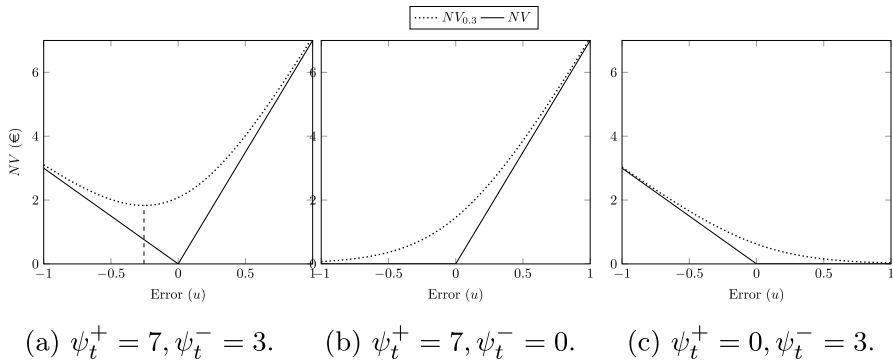 NV₀.₃ NV
6
4
2
0
NV (€)
−1 −0.5 0 0.5 1
Error (u)
6
4
2
0
−1 −0.5 0 0.5 1
Error (u)
6
4
2
0
−1 −0.5 0 0.5 1
Error (u)
(a) ψₜ⁺ = 7, ψₜ⁻ = 3. (b) ψₜ⁺ = 7, ψₜ⁻ = 0. (c) ψₜ⁺ = 0, ψₜ⁻ = 3.